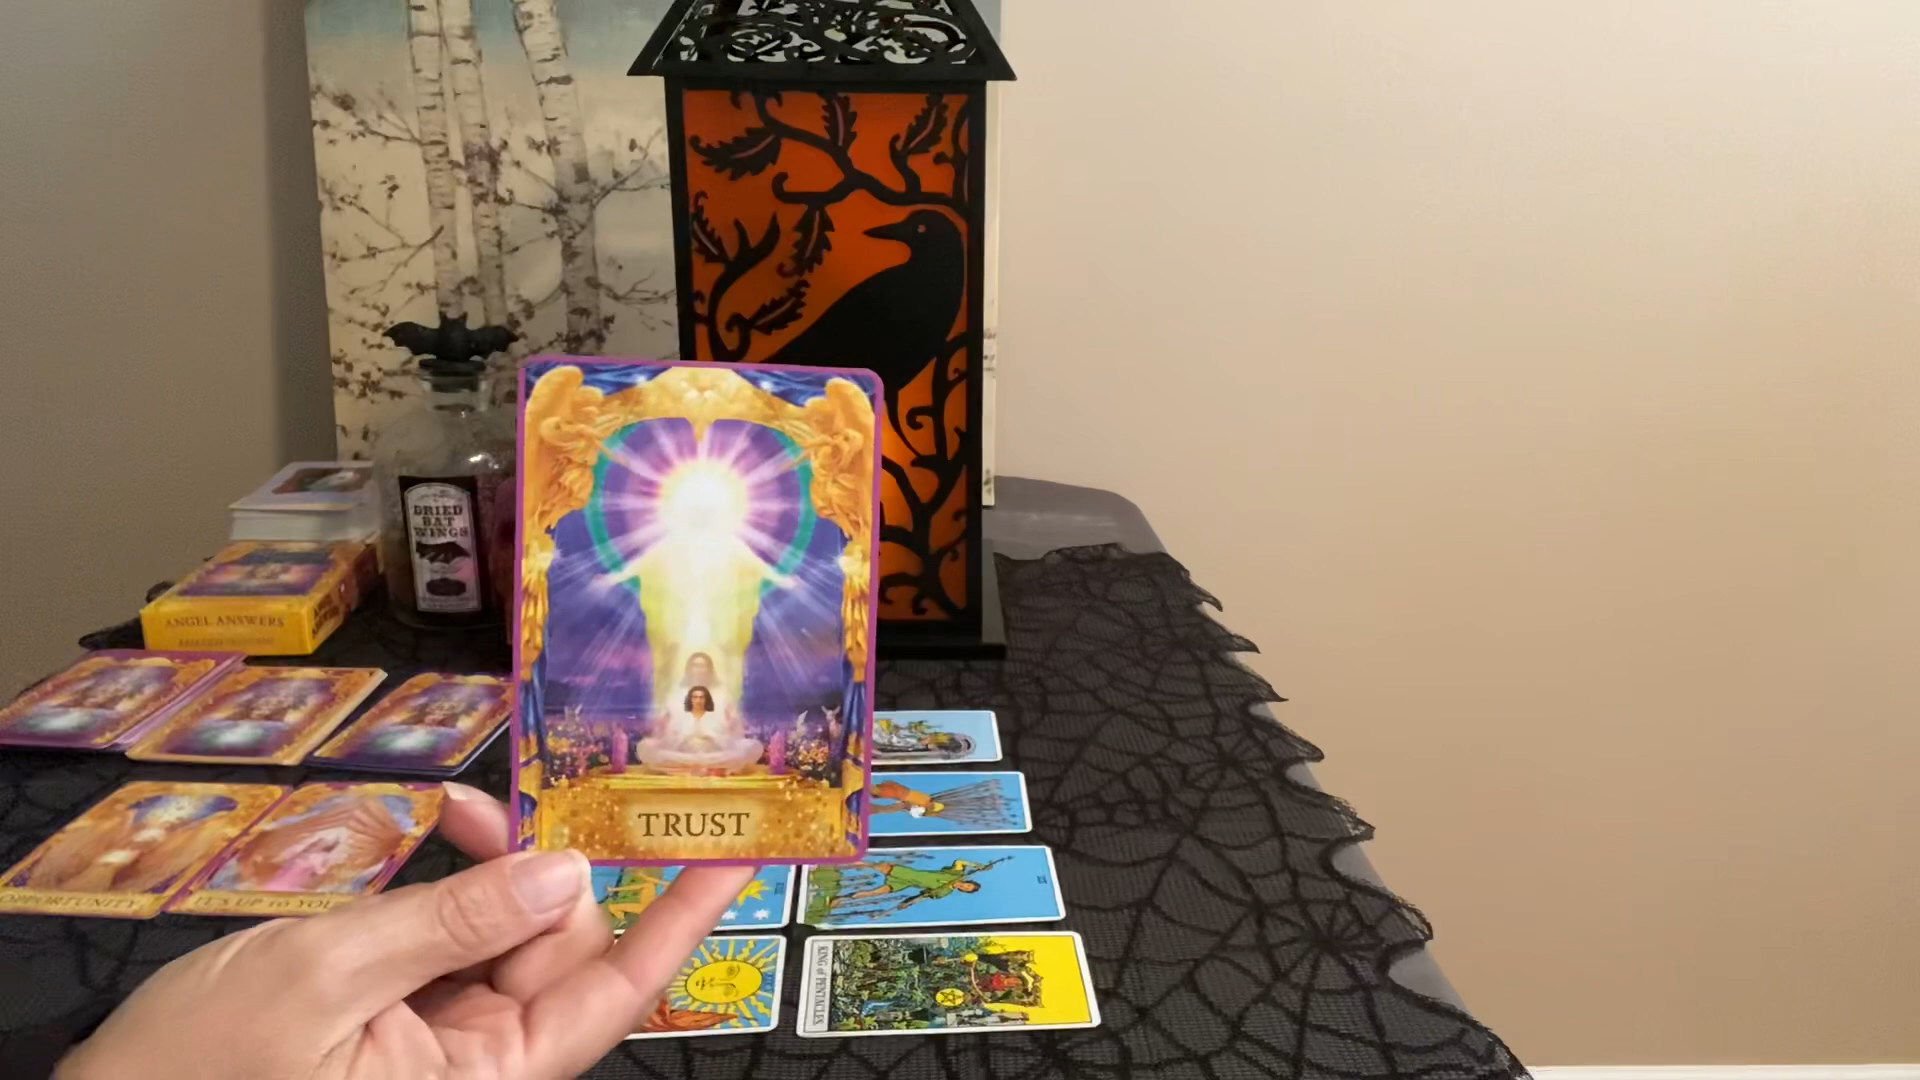 DRIED
BAT
WINGS
ANGEL ANSWERS
TRUST
OPPORTUNITY
IT'S UP TO YOU
KING of PENTACLES